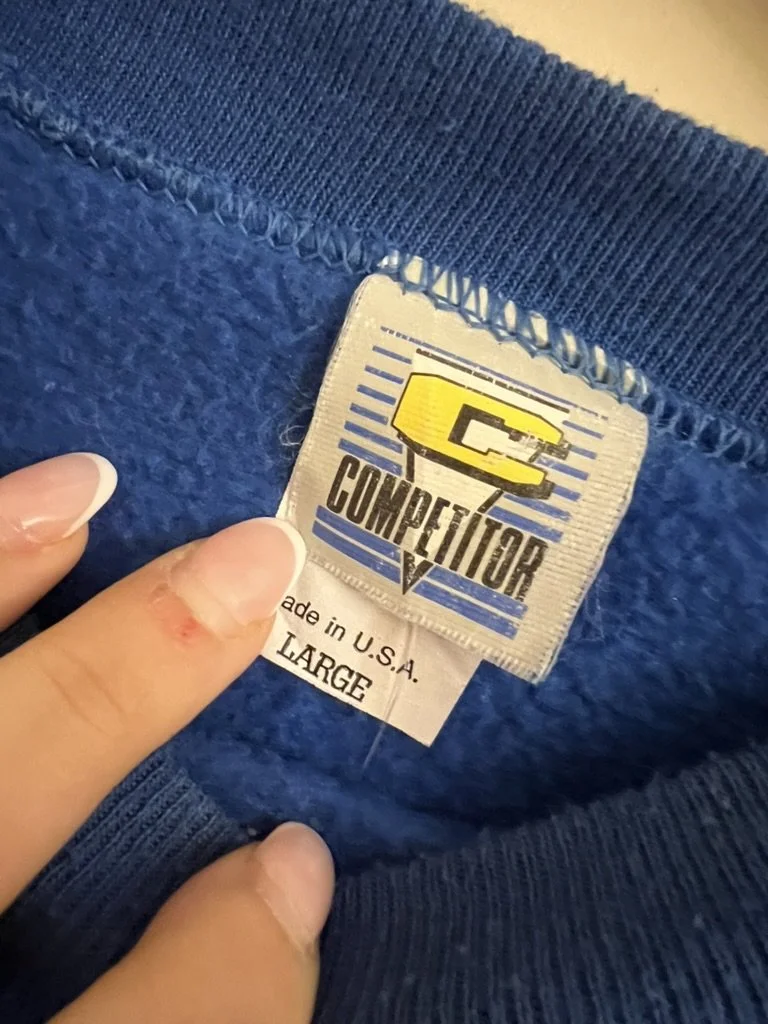 C
COMPETITOR
ade in U.S.A.
LARGE